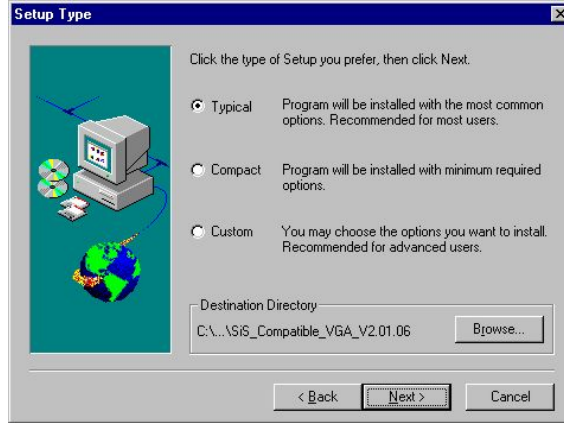 Setup Type
Click the type of Setup you prefer, then click Next.
Typical Program will be installed with the most common
options. Recommended for most users.
Compact Program will be installed with minimum required
options.
Custom You may choose the options you want to install.
Recommended for advanced users.
Destination Directory
C:\...\SiS_Compatible_VGA_V2.01.06 Browse...
< Back Next > Cancel